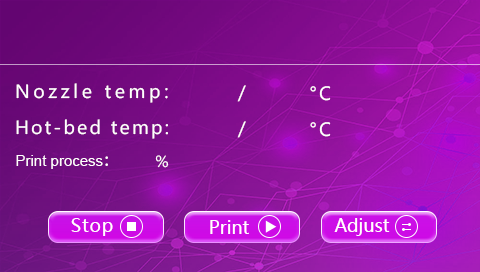 Nozzle temp: / °C
Hot-bed temp: / °C
Print process: %
Stop Print Adjust